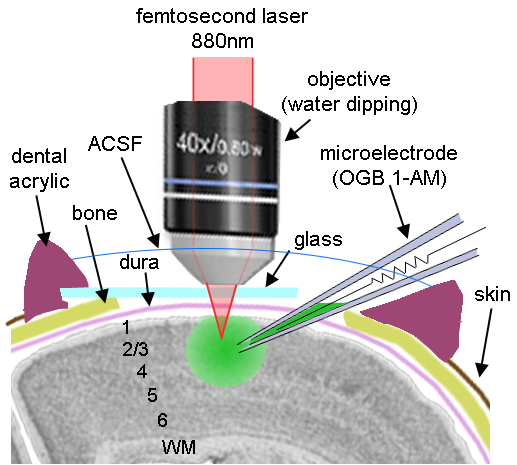 femtosecond laser
880nm
objective
(water dipping)
ACSF
40x/0.80w
microelectrode
(OGB 1-AM)
dental
acrylic
bone
glass
dura
skin
1
2/3
4
5
6
WM